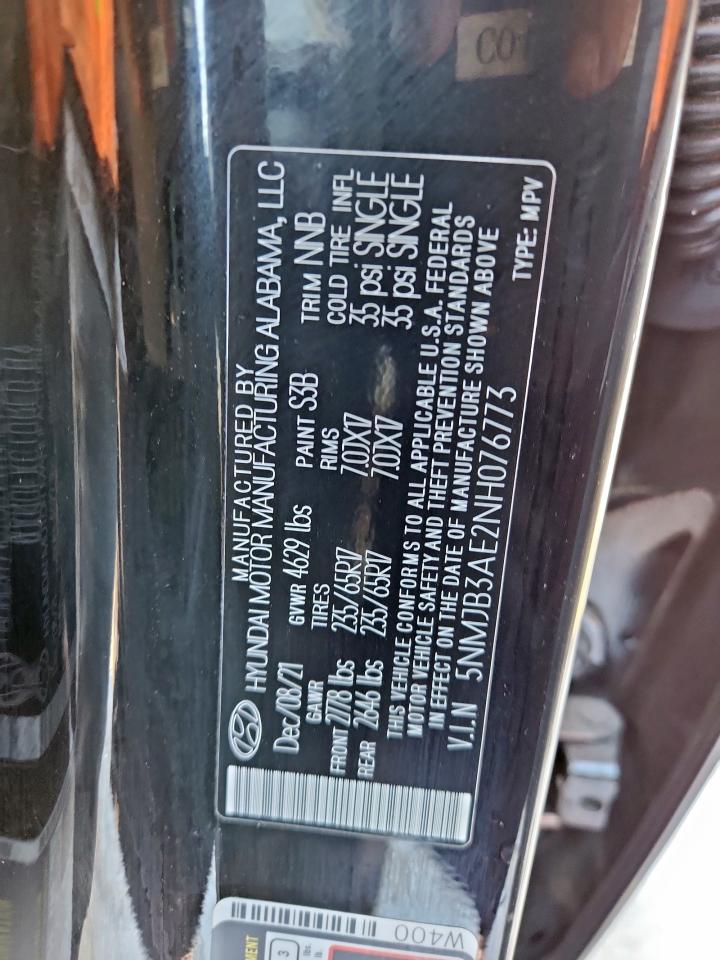 CO
MANUFACTURED BY
HYUNDAI MOTOR MANUFACTURING ALABAMA, LLC
Dec/08/21 GVWR 4629 lbs PAINT S3B TRIM NNB
GAWR TIRES RIMS COLD TIRE INFL
FRONT 2778 lbs 235/65R17 7.0JX17 35 psi SINGLE
REAR 2646 lbs 235/65R17 7.0JX17 35 psi SINGLE
THIS VEHICLE CONFORMS TO ALL APPLICABLE U.S.A. FEDERAL
MOTOR VEHICLE SAFETY AND THEFT PREVENTION STANDARDS
IN EFFECT ON THE DATE OF MANUFACTURE SHOWN ABOVE
V.I.N 5NMJB3AE2NH076773 TYPE: MPV
W400
3
lbs.